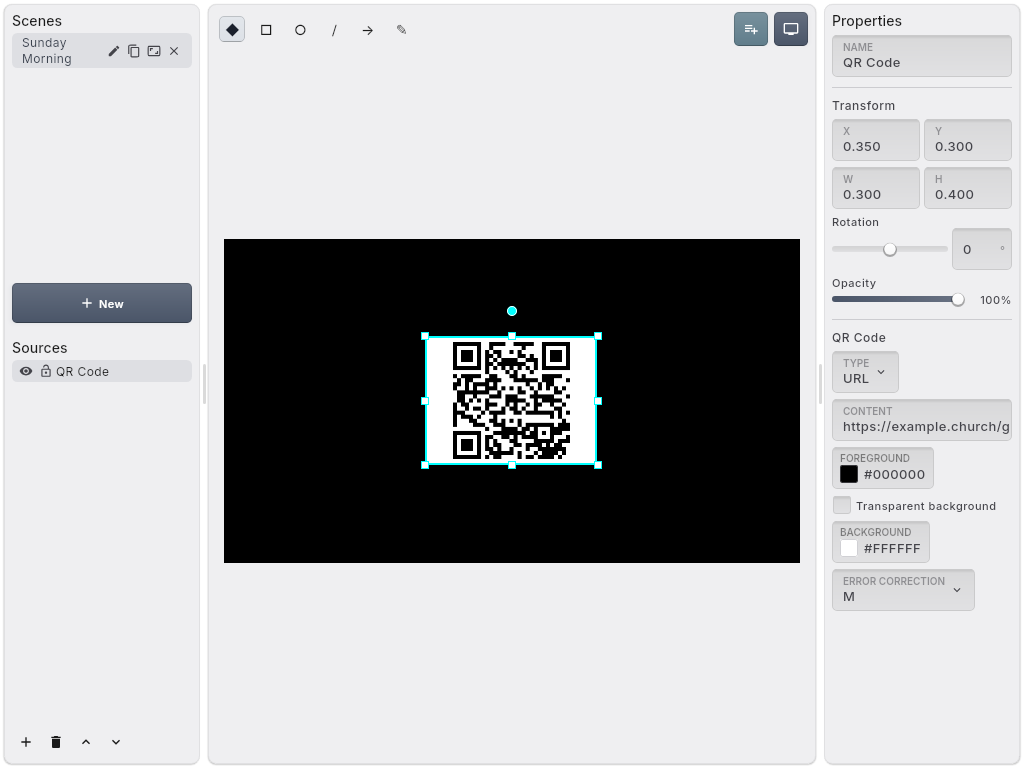 Scenes
Sunday
Morning
New
Sources
QR Code
Properties
NAME
QR Code
Transform
X
0.350
Y
0.300
W
0.300
H
0.400
Rotation
0 °
Opacity
100%
QR Code
TYPE
URL
CONTENT
https://example.church/g
FOREGROUND
#000000
Transparent background
BACKGROUND
#FFFFFF
ERROR CORRECTION
M